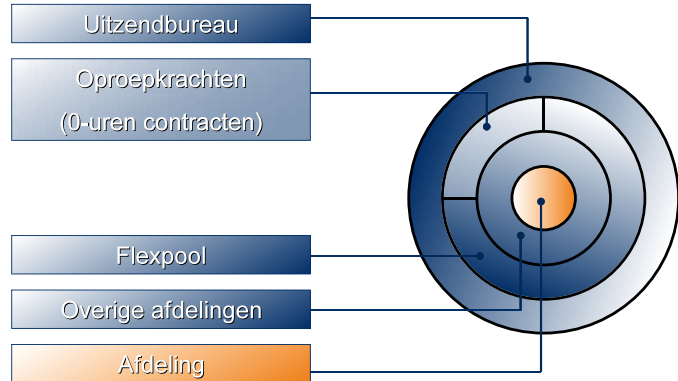 Uitzendbureau
Oproepkrachten
(0-uren contracten)
Flexpool
Overige afdelingen
Afdeling